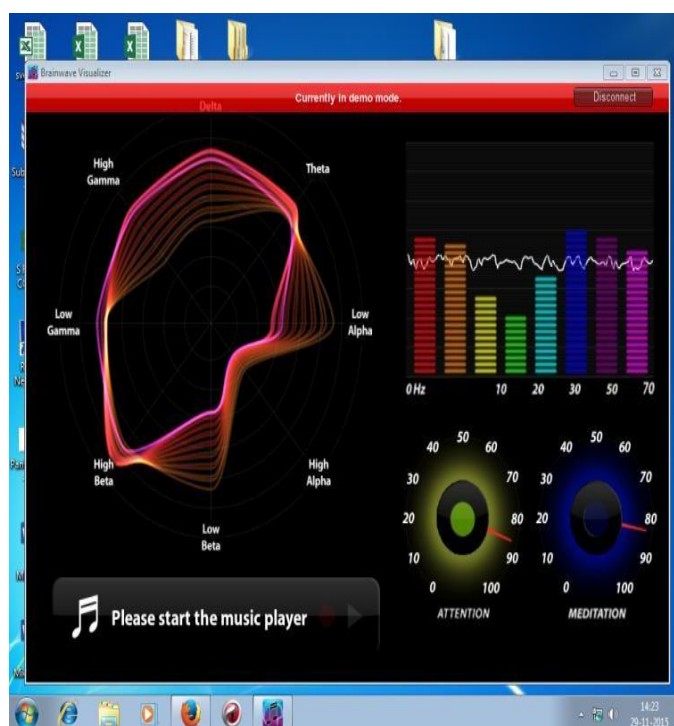 Brainwave Visualizer
Currently in demo mode.
Disconnect
Delta
High
Gamma
Theta
Low
Gamma
Low
Alpha
High
Beta
High
Alpha
Low
Beta
0 Hz 10 20 30 50 70
0 10 20 30 40 50 60 70 80 90 100
ATTENTION
0 10 20 30 40 50 60 70 80 90 100
MEDITATION
Please start the music player
14:23
29-11-2015